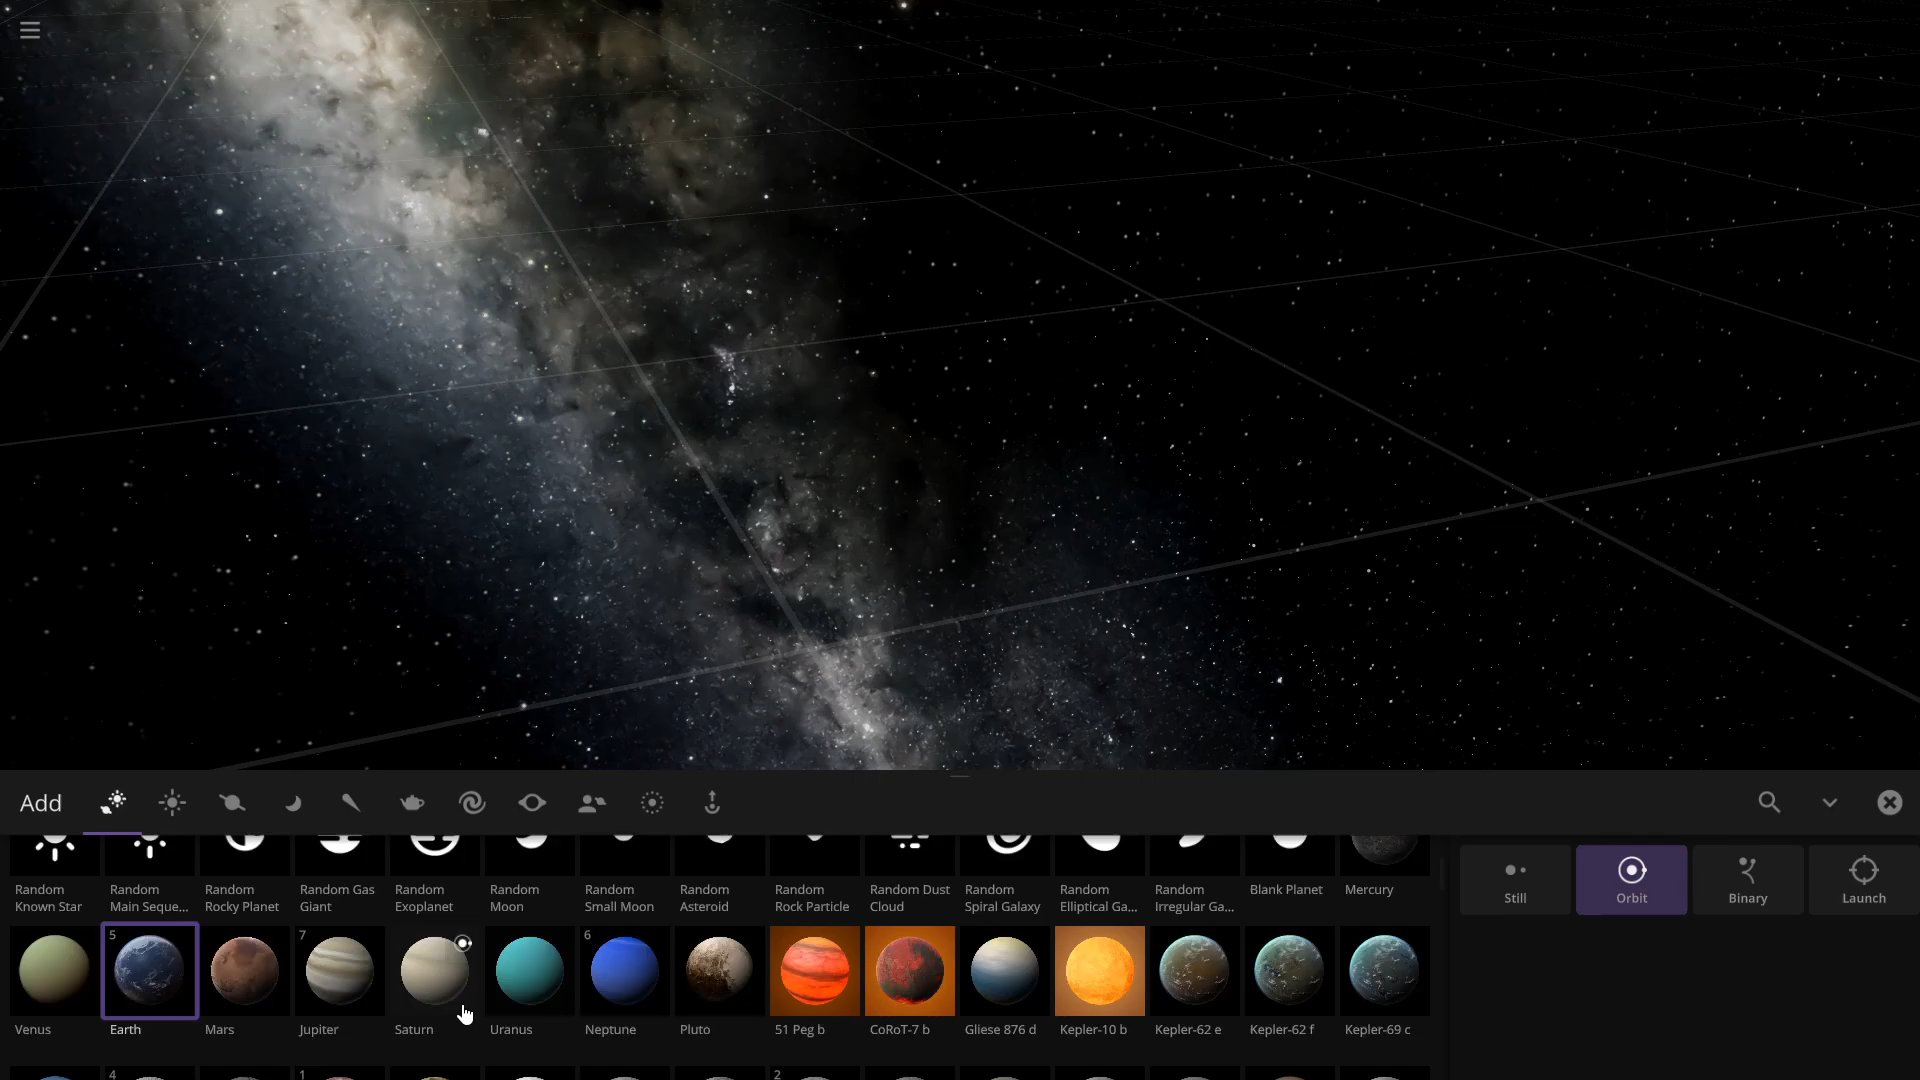 Add
Random
Known Star
Random
Main Seque...
Random
Rocky Planet
Random Gas
Giant
Random
Exoplanet
Random
Moon
Random
Small Moon
Random
Asteroid
Random
Rock Particle
Random Dust
Cloud
Random
Spiral Galaxy
Random
Elliptical Ga...
Random
Irregular Ga...
Blank Planet
Mercury
Still
Orbit
Binary
Launch
5
7
6
Venus
Earth
Mars
Jupiter
Saturn
Uranus
Neptune
Pluto
51 Peg b
CoRoT-7 b
Gliese 876 d
Kepler-10 b
Kepler-62 e
Kepler-62 f
Kepler-69 c
4
1
2